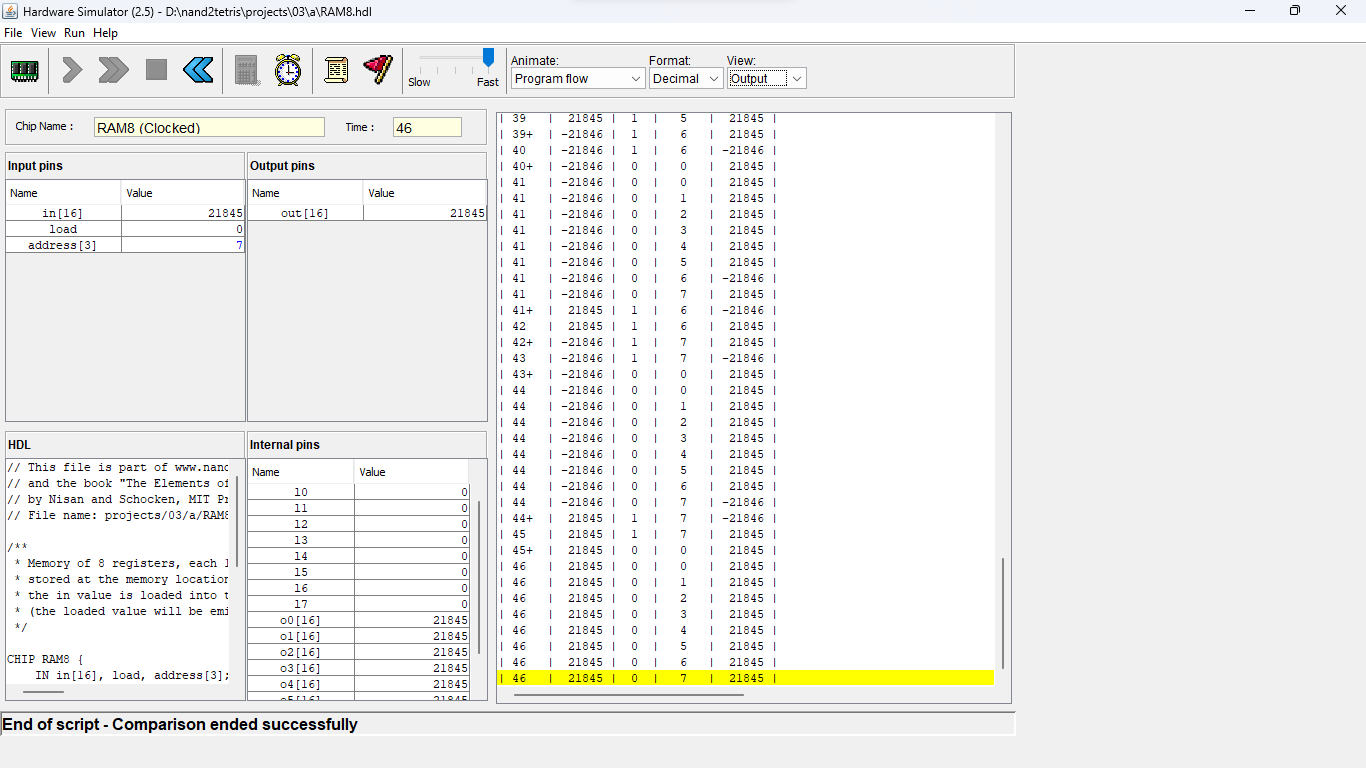 Hardware Simulator (2.5) - D:\nand2tetris\projects\03\a\RAM8.hdl
File View Run Help
Slow Fast
Animate: Format: View:
Program flow Decimal Output
Chip Name : RAM8 (Clocked) Time : 46
Input pins
Name Value
in[16] 21845
load 0
address[3] 7
Output pins
Name Value
out[16] 21845
HDL
// This file is part of www.nand
// and the book "The Elements of
// by Nisan and Schocken, MIT Pr
// File name: projects/03/a/RAM8
/**
* Memory of 8 registers, each 1
* stored at the memory location
* the in value is loaded into t
* (the loaded value will be emi
*/
CHIP RAM8 {
IN in[16], load, address[3];
Internal pins
Name Value
l0 0
l1 0
l2 0
l3 0
l4 0
l5 0
l6 0
l7 0
o0[16] 21845
o1[16] 21845
o2[16] 21845
o3[16] 21845
o4[16] 21845
o5[16] 21845
| 39 | 21845 | 1 | 5 | 21845 |
| 39+ | -21846 | 1 | 6 | 21845 |
| 40 | -21846 | 1 | 6 | -21846 |
| 40+ | -21846 | 0 | 0 | 21845 |
| 41 | -21846 | 0 | 0 | 21845 |
| 41 | -21846 | 0 | 1 | 21845 |
| 41 | -21846 | 0 | 2 | 21845 |
| 41 | -21846 | 0 | 3 | 21845 |
| 41 | -21846 | 0 | 4 | 21845 |
| 41 | -21846 | 0 | 5 | 21845 |
| 41 | -21846 | 0 | 6 | -21846 |
| 41 | -21846 | 0 | 7 | 21845 |
| 41+ | 21845 | 1 | 6 | -21846 |
| 42 | 21845 | 1 | 6 | 21845 |
| 42+ | -21846 | 1 | 7 | 21845 |
| 43 | -21846 | 1 | 7 | -21846 |
| 43+ | -21846 | 0 | 0 | 21845 |
| 44 | -21846 | 0 | 0 | 21845 |
| 44 | -21846 | 0 | 1 | 21845 |
| 44 | -21846 | 0 | 2 | 21845 |
| 44 | -21846 | 0 | 3 | 21845 |
| 44 | -21846 | 0 | 4 | 21845 |
| 44 | -21846 | 0 | 5 | 21845 |
| 44 | -21846 | 0 | 6 | 21845 |
| 44 | -21846 | 0 | 7 | -21846 |
| 44+ | 21845 | 1 | 7 | -21846 |
| 45 | 21845 | 1 | 7 | 21845 |
| 45+ | 21845 | 0 | 0 | 21845 |
| 46 | 21845 | 0 | 0 | 21845 |
| 46 | 21845 | 0 | 1 | 21845 |
| 46 | 21845 | 0 | 2 | 21845 |
| 46 | 21845 | 0 | 3 | 21845 |
| 46 | 21845 | 0 | 4 | 21845 |
| 46 | 21845 | 0 | 5 | 21845 |
| 46 | 21845 | 0 | 6 | 21845 |
| 46 | 21845 | 0 | 7 | 21845 |
End of script - Comparison ended successfully